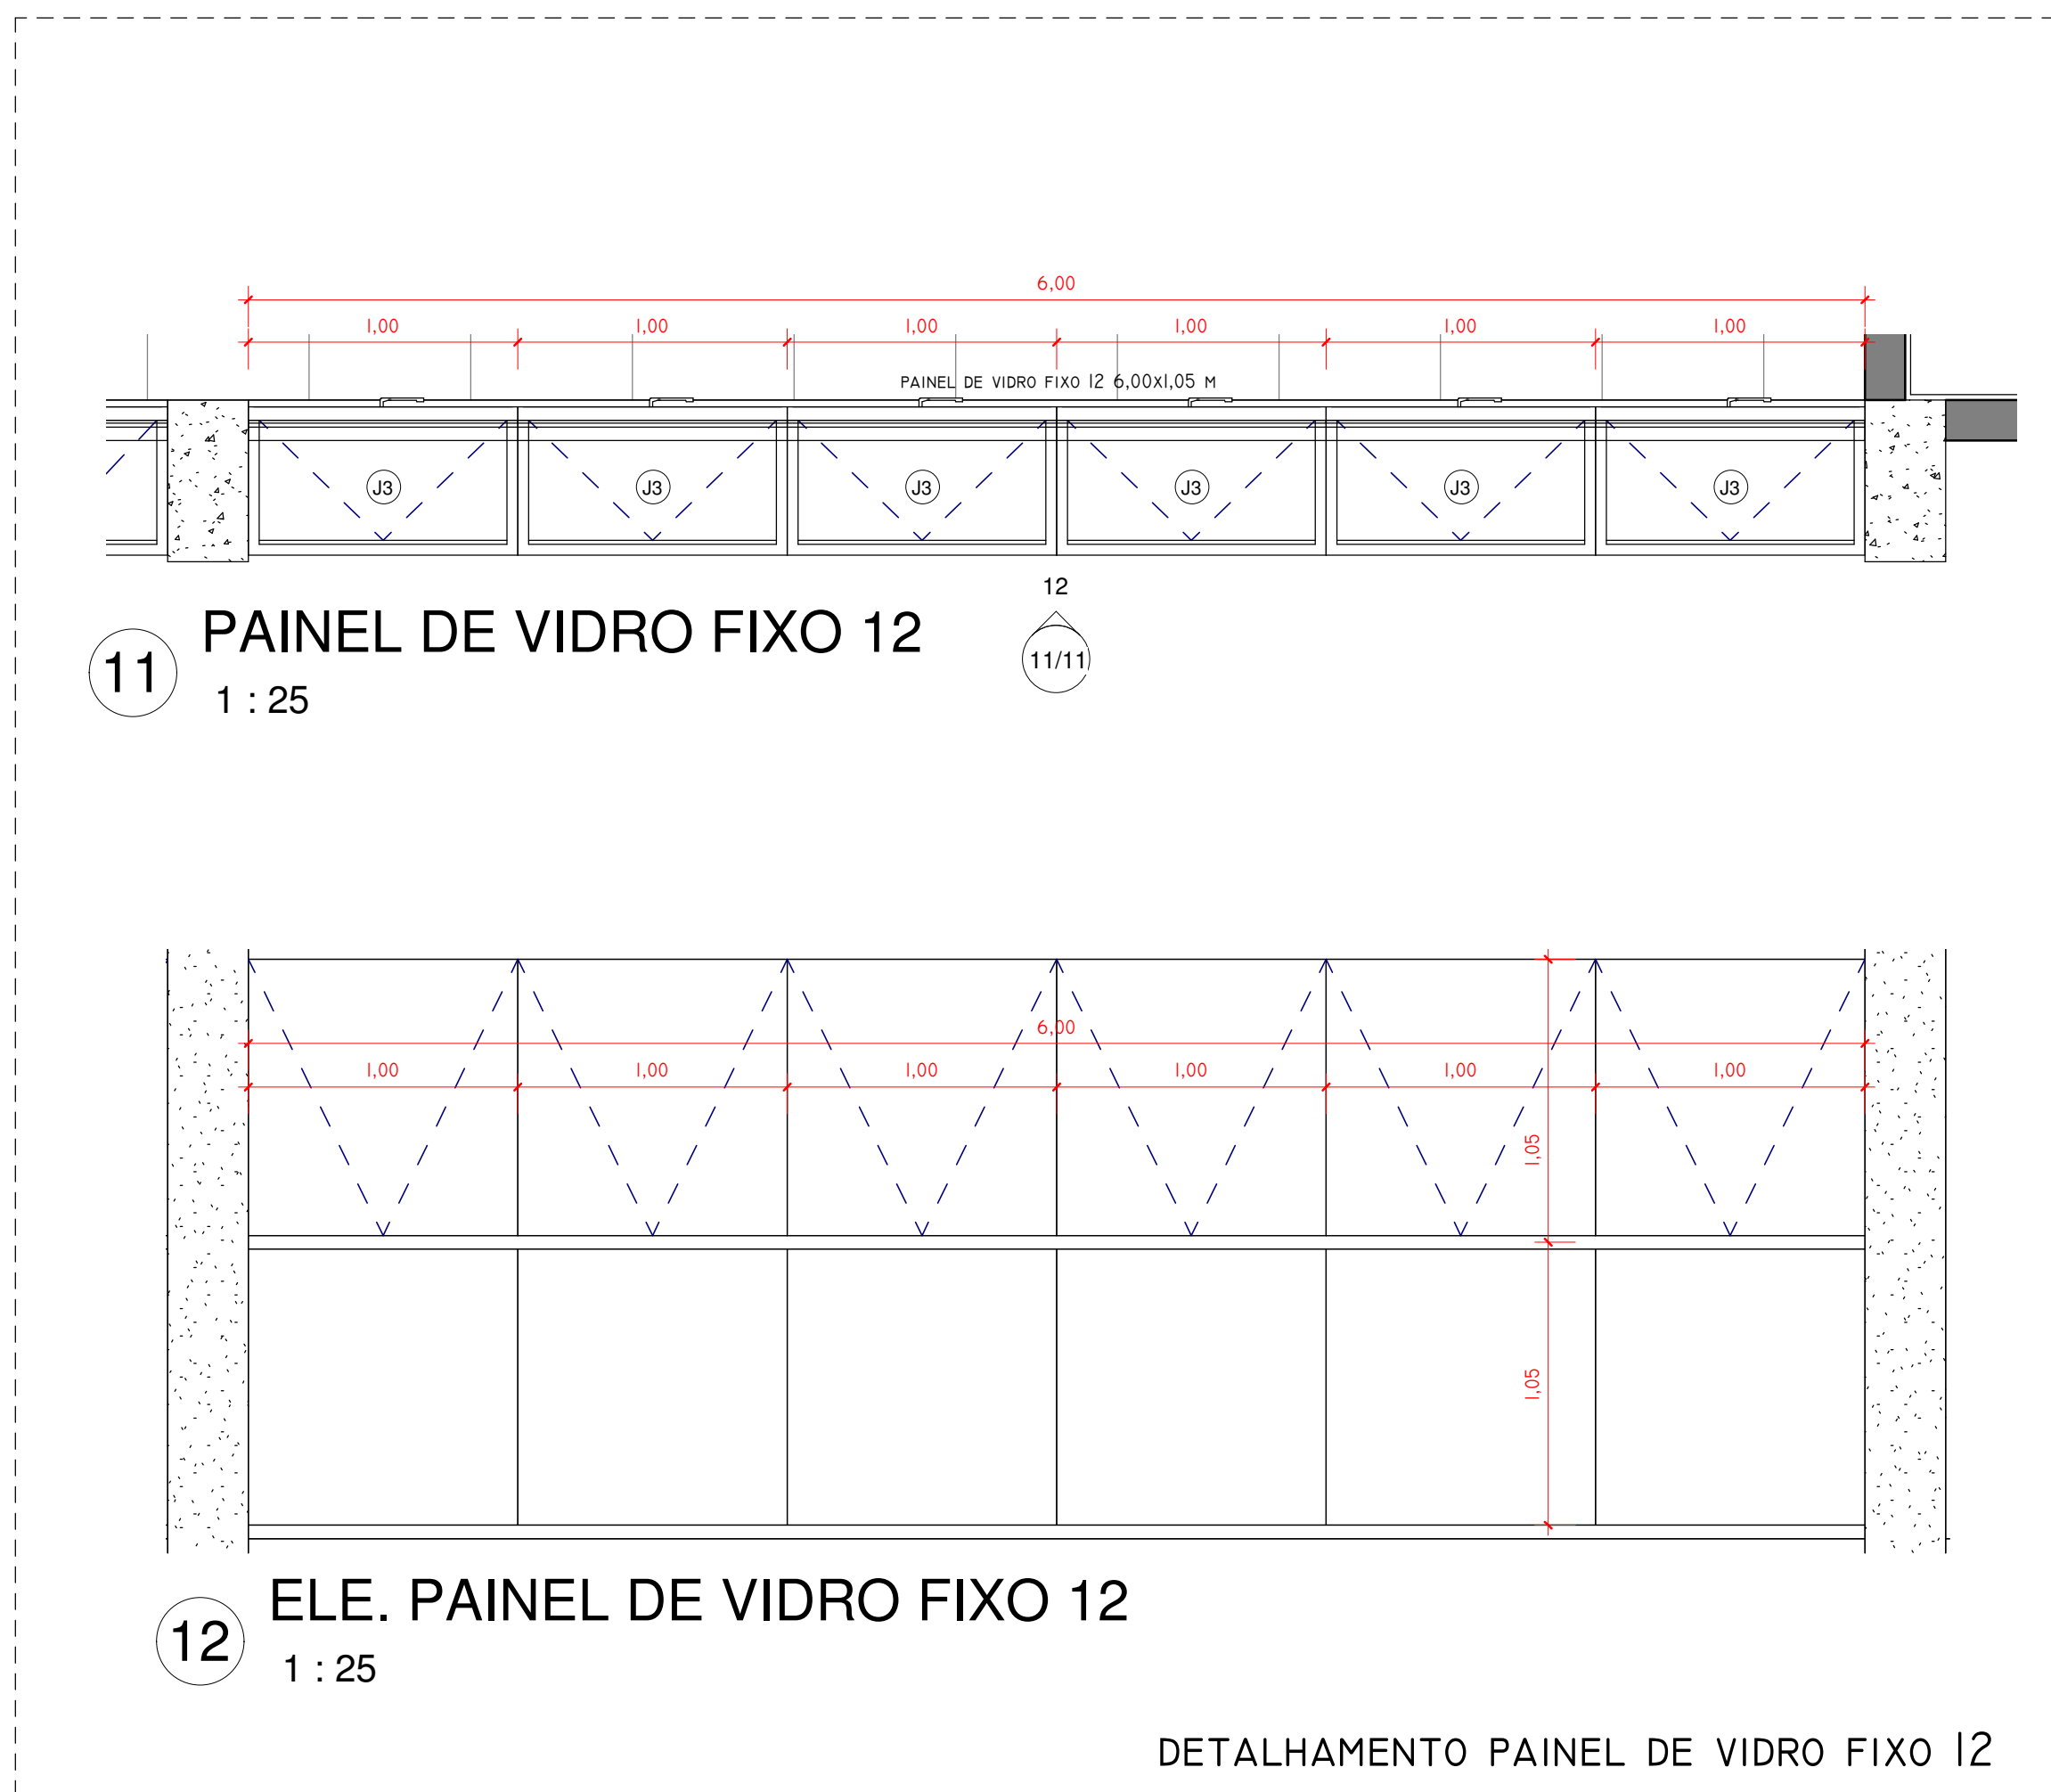 6,00
1,00 1,00 1,00 1,00 1,00 1,00
PAINEL DE VIDRO FIXO 12 6,00x1,05 M
J3 J3 J3 J3 J3 J3
12
11/11
11 PAINEL DE VIDRO FIXO 12
1 : 25
6,00
1,00 1,00 1,00 1,00 1,00 1,00
1,05
1,05
12 ELE. PAINEL DE VIDRO FIXO 12
1 : 25
DETALHAMENTO PAINEL DE VIDRO FIXO 12